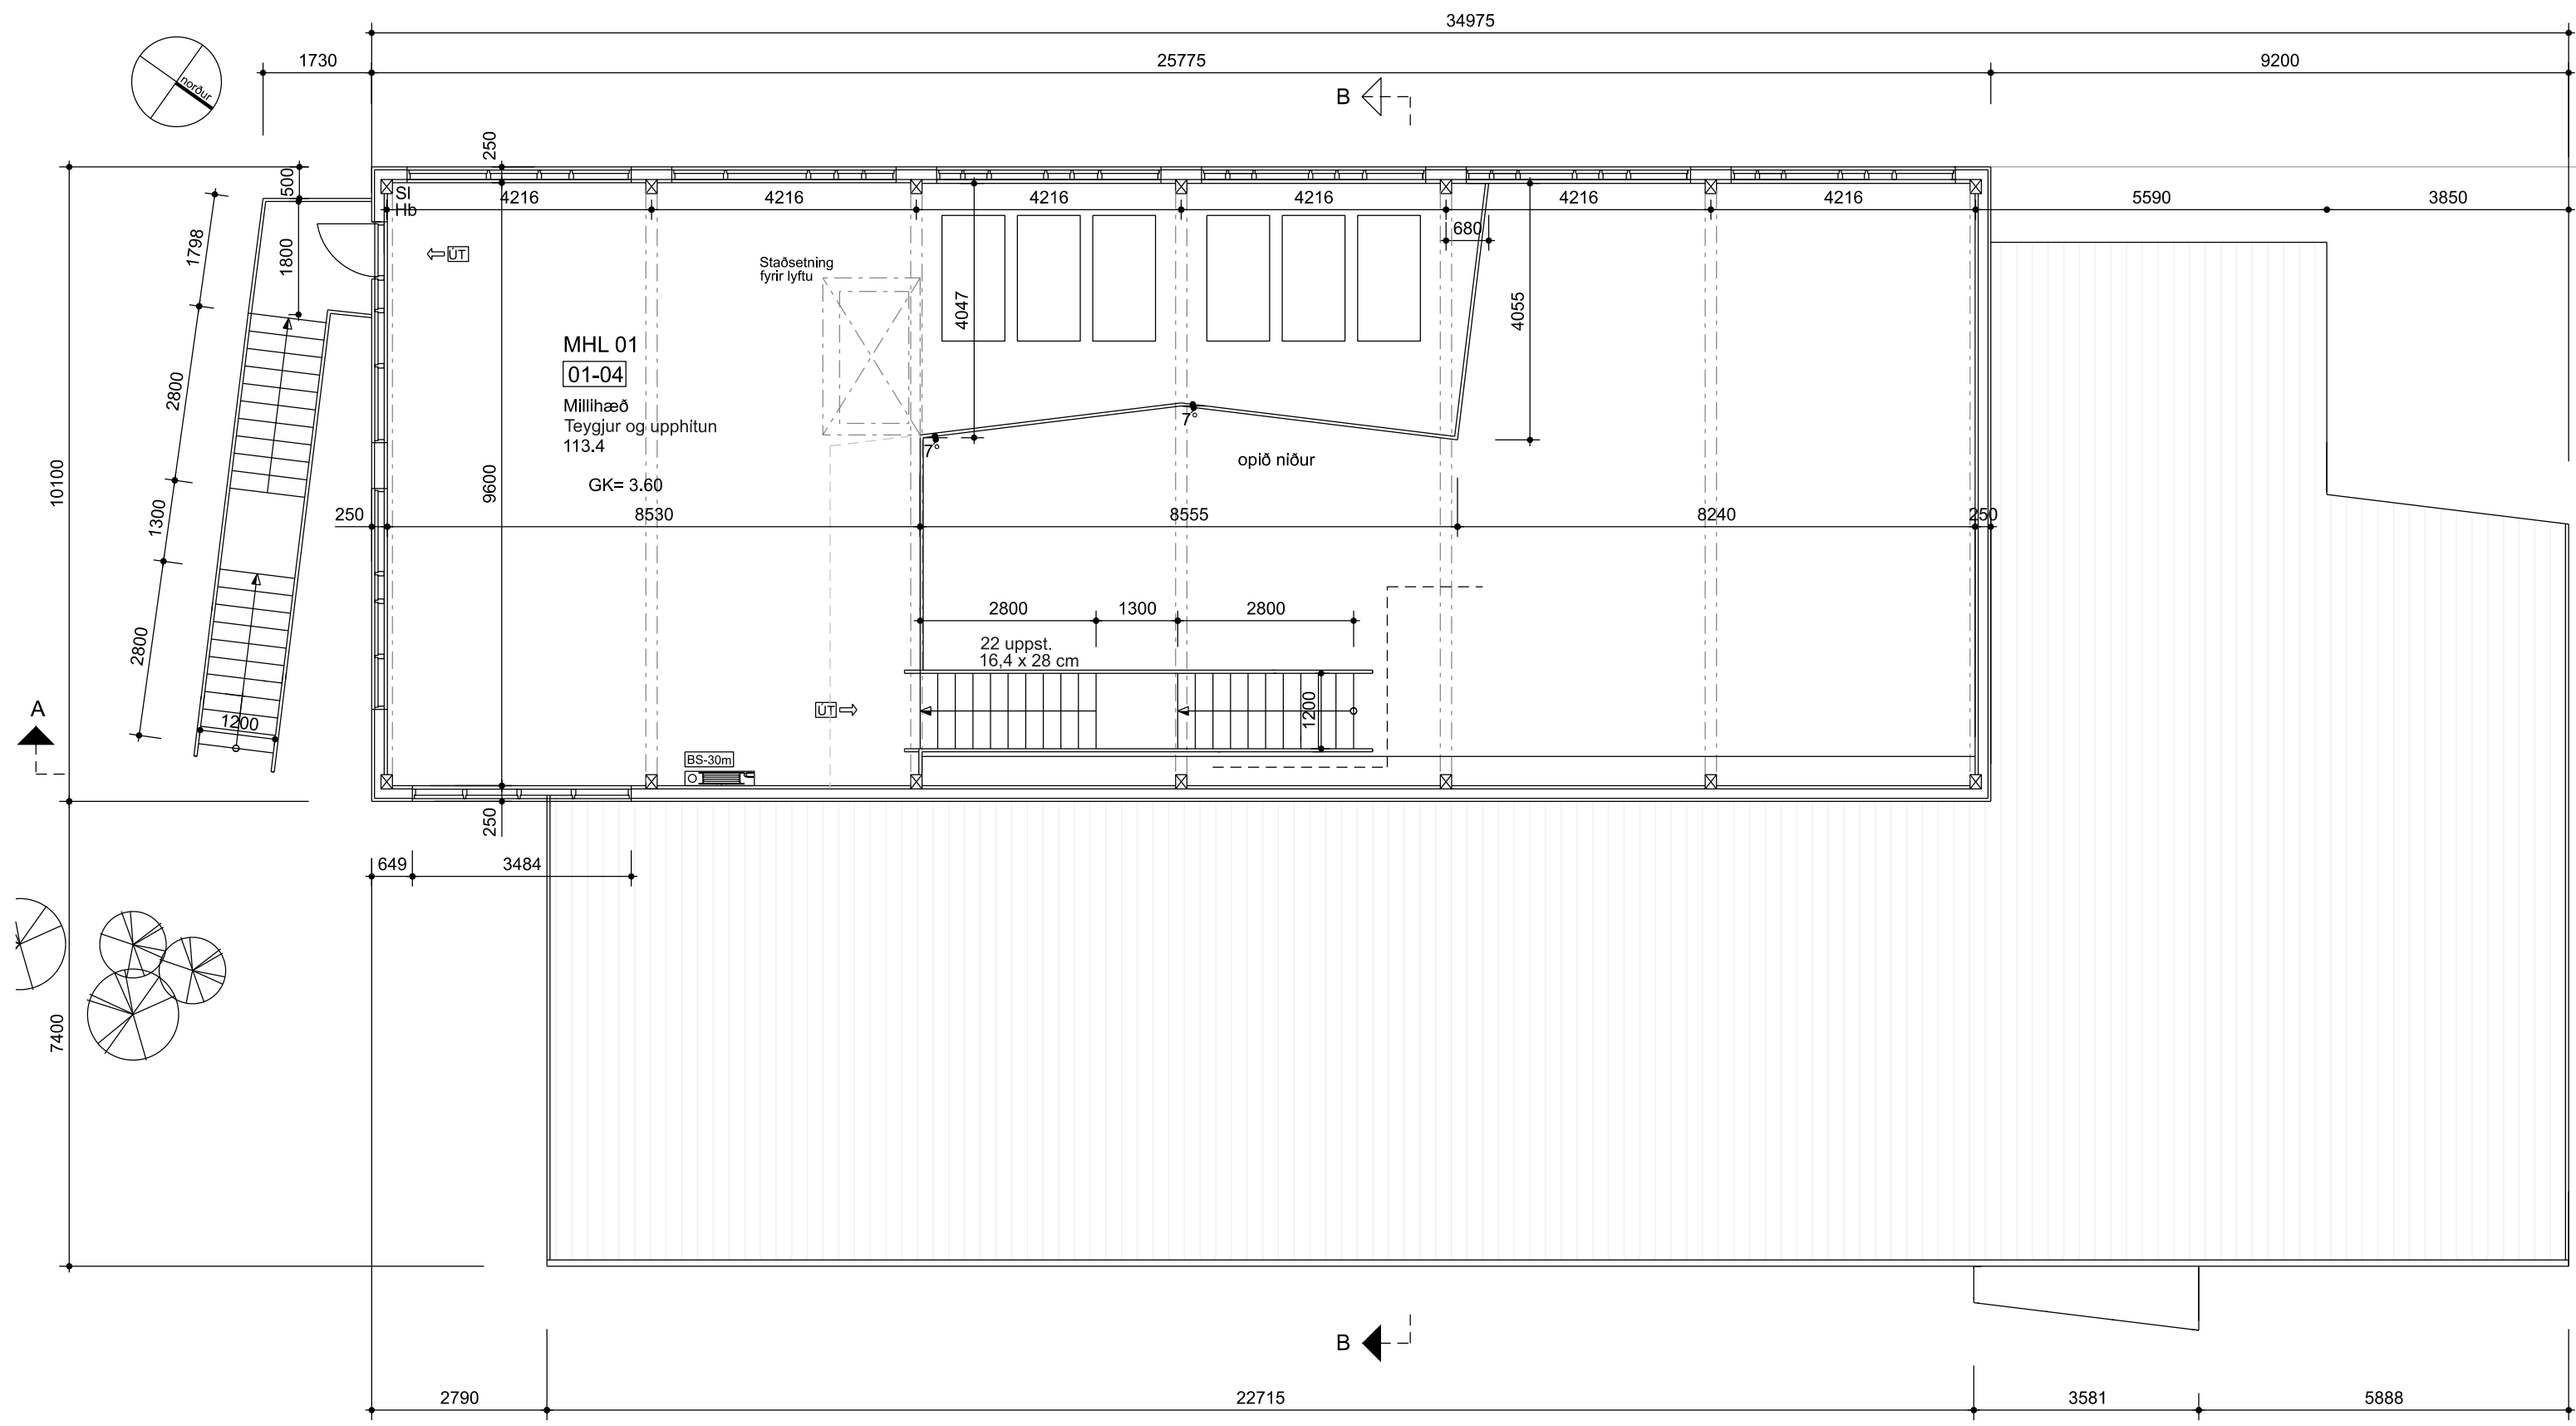 34975
1730
25775
9200
norður
B
250
500
SI
Hb
4216
4216
4216
4216
4216
4216
5590
3850
680
1798
1800
ÚT
Staðsetning
fyrir lyftu
4047
4055
MHL 01
01-04
Millihæð
Teygjur og upphitun
113.4
2800
7°
7°
opið niður
10100
9600
GK= 3.60
1300
250
8530
8555
8240
250
2800
2800
1300
2800
22 uppst.
16,4 x 28 cm
A
1200
ÚT
1200
BS-30m
250
649
3484
7400
B
2790
22715
3581
5888